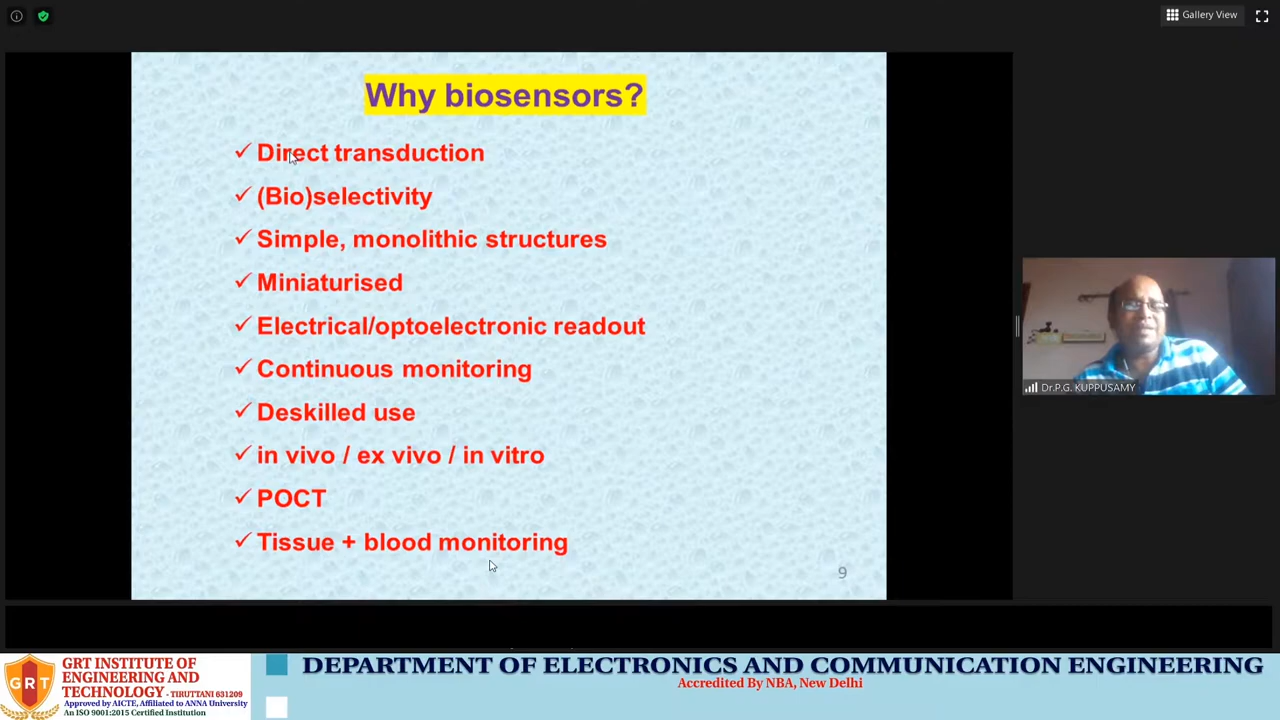 Gallery View
Why biosensors?
✓ Direct transduction
✓ (Bio)selectivity
✓ Simple, monolithic structures
✓ Miniaturised
✓ Electrical/optoelectronic readout
✓ Continuous monitoring
✓ Deskilled use
✓ in vivo / ex vivo / in vitro
✓ POCT
✓ Tissue + blood monitoring
9
Dr.P.G. KUPPUSAMY
GRT
GRT INSTITUTE OF
ENGINEERING AND
TECHNOLOGY - TIRUTTANI 631209
Approved by AICTE, Affiliated to ANNA University
An ISO 9001:2015 Certified Institution
DEPARTMENT OF ELECTRONICS AND COMMUNICATION ENGINEERING
Accredited By NBA, New Delhi